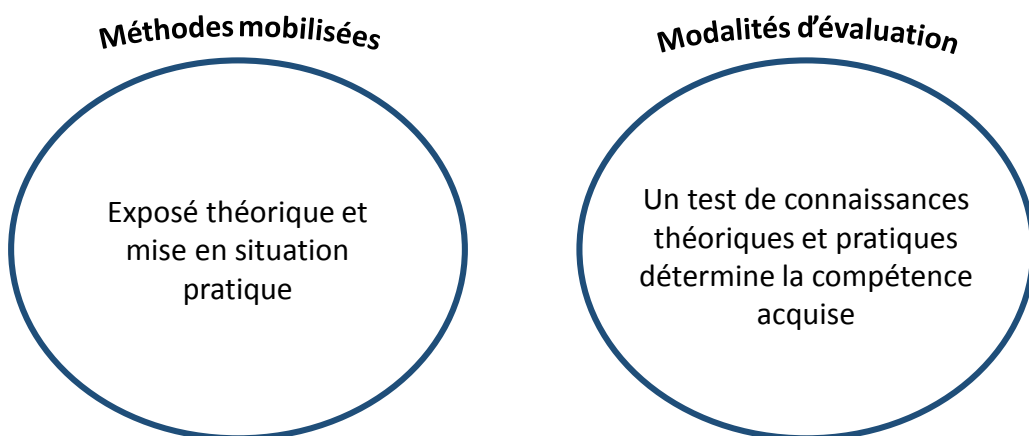 Méthodes mobilisées
Exposé théorique et
mise en situation
pratique
Modalités d'évaluation
Un test de connaissances
théoriques et pratiques
détermine la compétence
acquise